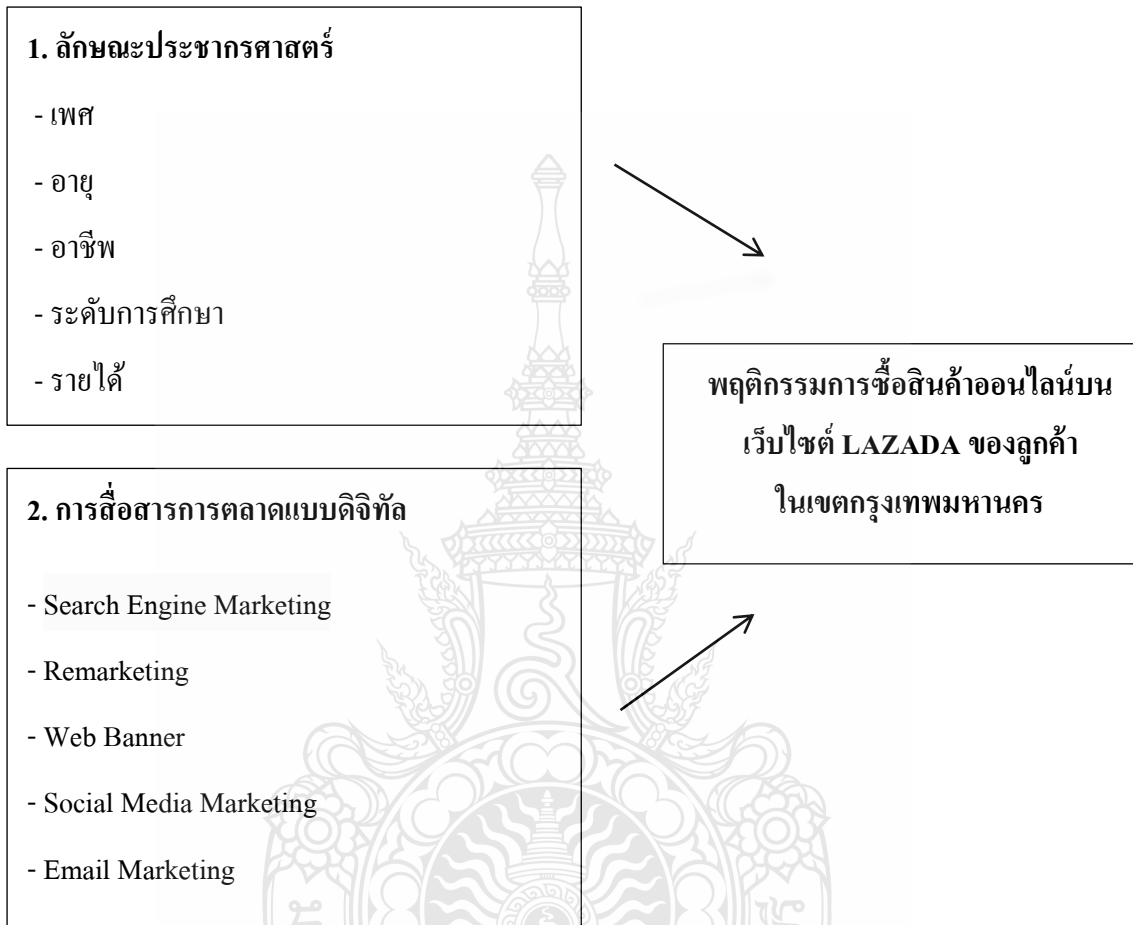 1. ลักษณะประชากรศาสตร์
- เพศ
- อายุ
- อาชีพ
- ระดับการศึกษา
- รายได้
2. การสื่อสารการตลาดแบบดิจิทัล
- Search Engine Marketing
- Remarketing
- Web Banner
- Social Media Marketing
- Email Marketing
พฤติกรรมการซื้อสินค้าออนไลน์บน
เว็บไซต์ LAZADA ของลูกค้า
ในเขตกรุงเทพมหานคร